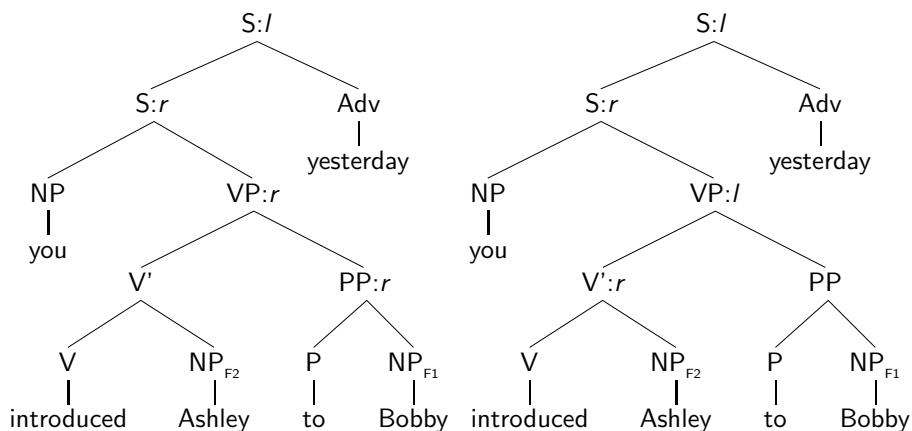 S:l S:l
S:r Adv S:r Adv
yesterday yesterday
NP VP:r NP VP:l
you you
V' PP:r V':r PP
V NP F2 P NP F1 V NP F2 P NP F1
introduced Ashley to Bobby introduced Ashley to Bobby